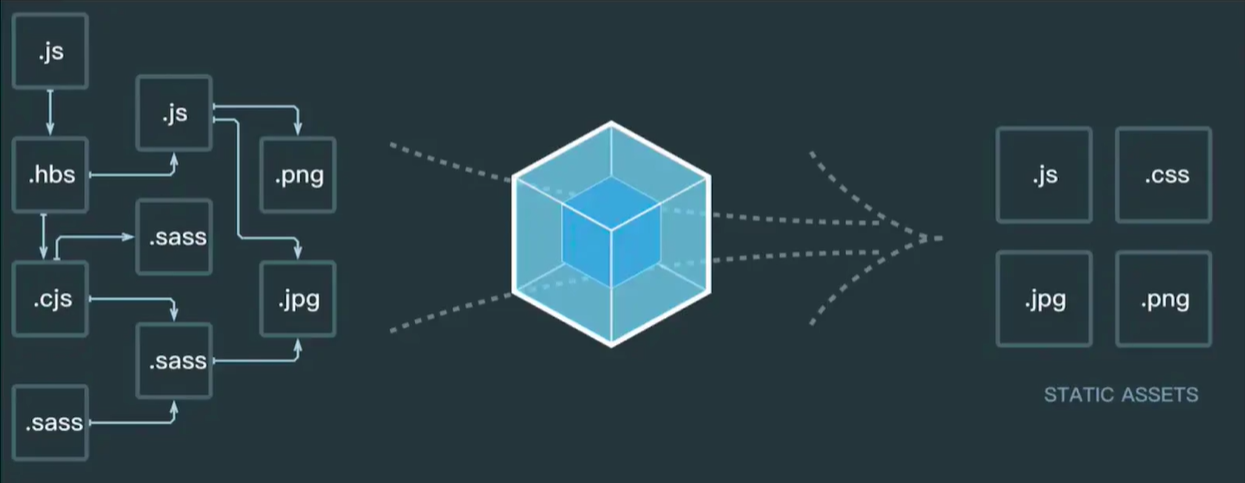 .js
.js
.hbs
.png
.sass
.cjs
.jpg
.sass
.sass
.js
.css
.jpg
.png
STATIC ASSETS